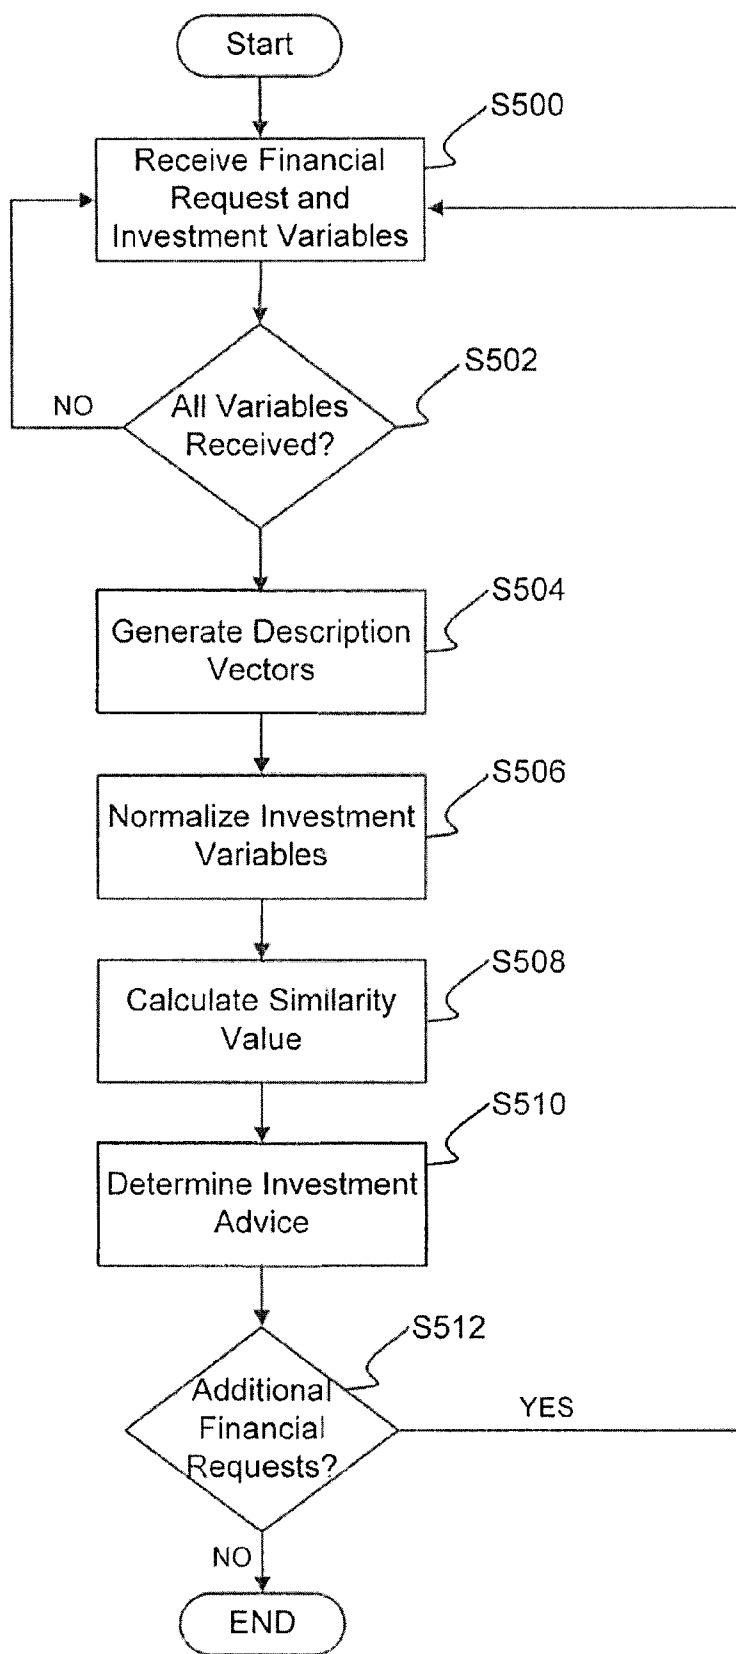 Start
S500
Receive Financial
Request and
Investment Variables
S502
NO
All Variables
Received?
S504
Generate Description
Vectors
S506
Normalize Investment
Variables
S508
Calculate Similarity
Value
S510
Determine Investment
Advice
S512
Additional
Financial
Requests?
YES
NO
END